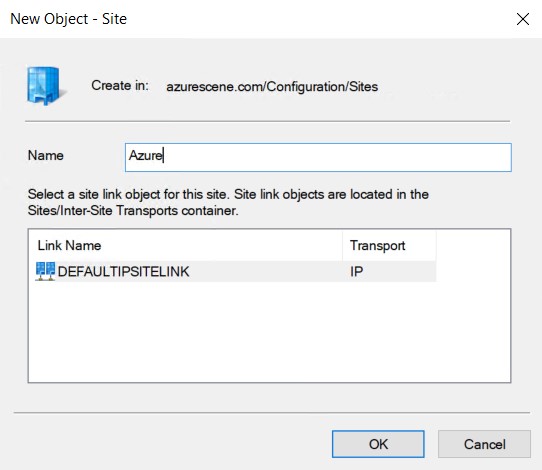 New Object - Site
Create in: azurescene.com/Configuration/Sites
Name Azure
Select a site link object for this site. Site link objects are located in the
Sites/Inter-Site Transports container.
Link Name Transport
DEFAULTIPSITELINK IP
OK Cancel